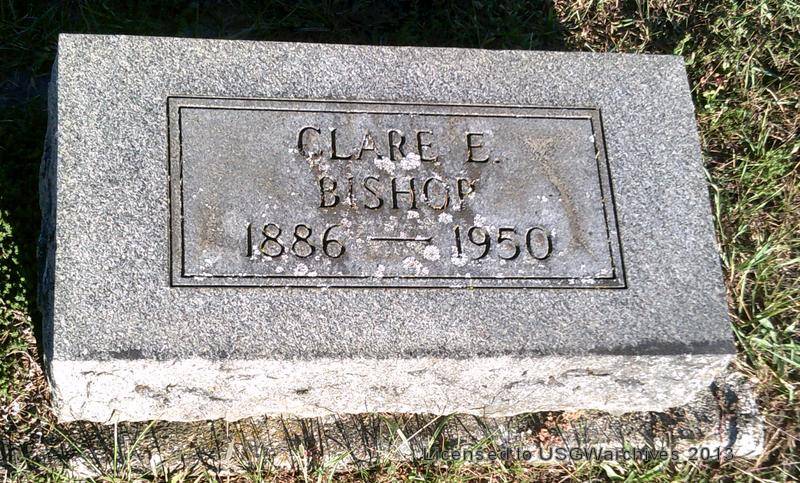 CLARE E.
BISHOP
1886 — 1950
Licensed to USGWarchives 2013